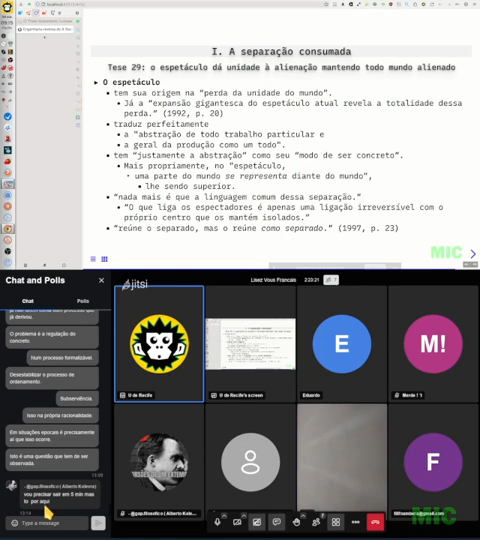 I. A separação consumada
Tese 29: o espetáculo dá unidade à alienação mantendo todo mundo alienado
O espetáculo
tem sua origem na “perda da unidade do mundo”.
Já a “expansão gigantesca do espetáculo atual revela a totalidade dessa
perda.” (1992, p. 20)
traduz perfeitamente
a “abstração de todo trabalho particular e
a geral da produção como um todo”.
tem “justamente a abstração” como seu “modo de ser concreto”.
Mais propriamente, no “espetáculo,
uma parte do mundo se representa diante do mundo”,
lhe sendo superior.
“nada mais é que a linguagem comum dessa separação.”
“O que liga os espectadores é apenas uma ligação irreversível com o
próprio centro que os mantém isolados.”
“reúne o separado, mas o reúne como separado.” (1997, p. 23)
MIC
Chat and Polls
Chat
Polls
já derivou.
O problema é a regulação do
concreto.
Num processo formalizável.
Desestabilizar o processo de
ordenamento.
Subserviência.
Isso na própria racionalidade.
Em situações epocais é precisamente
aí que isso ocorre.
Isto é uma questão que tem de ser
observada.
vou precisar sair em 5 min mas
to por aqui
Type a message
jitsi
Lisez Vous Francais
2:23:21
U de Recife
U de Recife's screen
E
Eduardo
M!
F
MIC